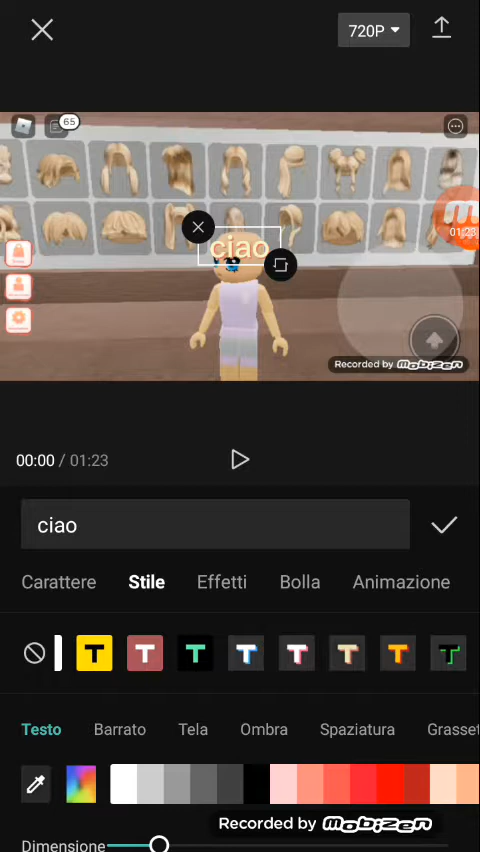 720P
65
ciao
01:23
Recorded by mobizen
00:00 / 01:23
ciao
Carattere Stile Effetti Bolla Animazione
T T T T T T T T
Testo Barrato Tela Ombra Spaziatura Grasset
Recorded by mobizen
Dimensione